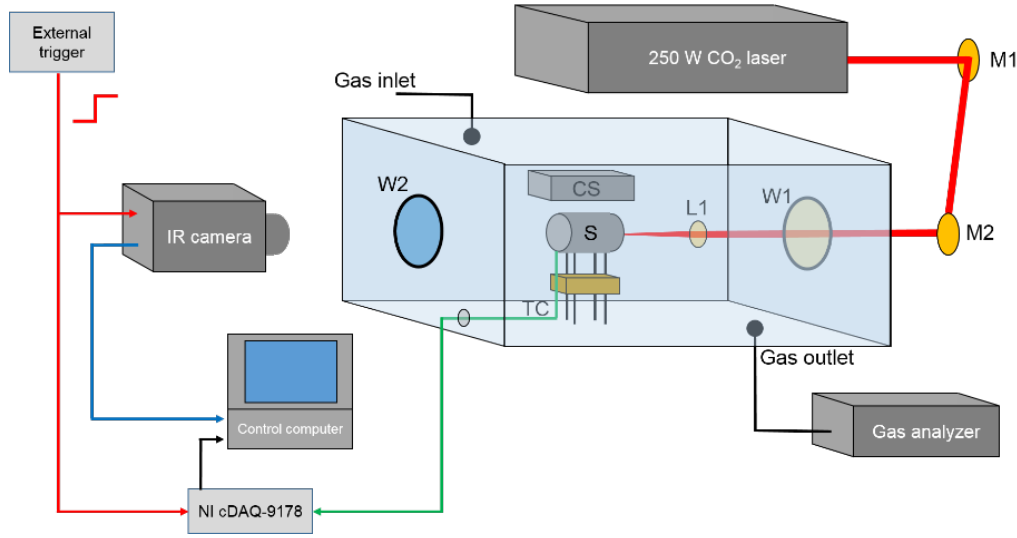 External
trigger
250 W CO₂ laser
M1
Gas inlet
W2
CS
W1
L1
S
IR camera
M2
TC
Gas outlet
Control computer
Gas analyzer
NI cDAQ-9178